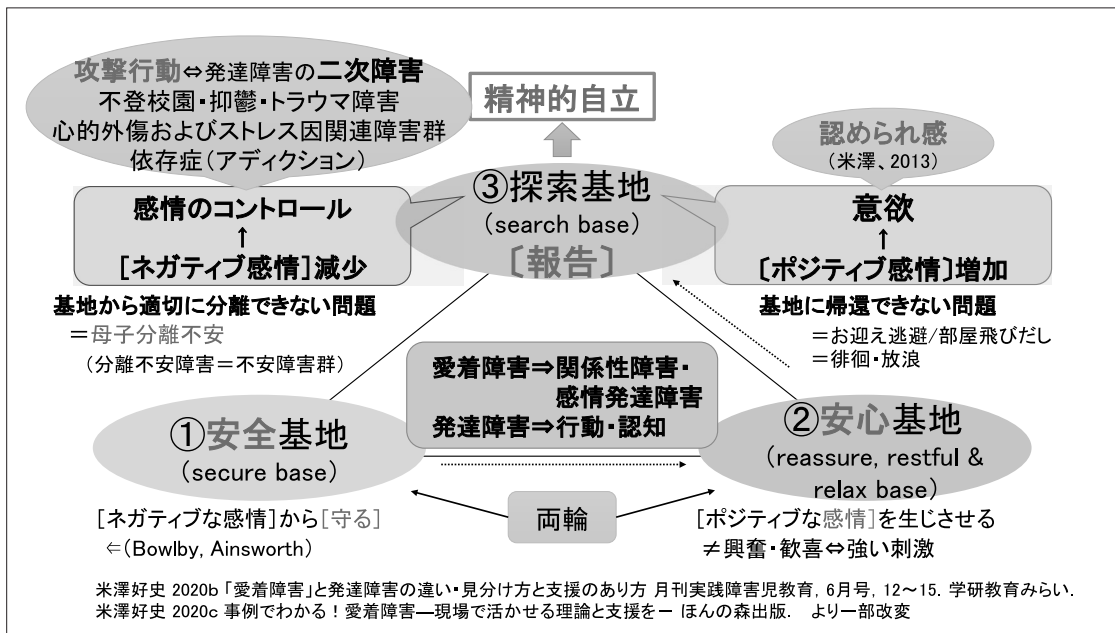 攻撃行動⇔発達障害の二次障害
不登校園・抑鬱・トラウマ障害
心的外傷およびストレス因関連障害群
依存症(アディクション)
精神的自立
認められ感
(米澤、2013)
③探索基地
(search base)
〔報告〕
感情のコントロール
↑
[ネガティブ感情]減少
意欲
↑
〔ポジティブ感情〕増加
基地から適切に分離できない問題
＝母子分離不安
(分離不安障害＝不安障害群)
基地に帰還できない問題
＝お迎え逃避/部屋飛びだし
＝徘徊・放浪
愛着障害⇒関係性障害・
感情発達障害
発達障害⇒行動・認知
①安全基地
(secure base)
②安心基地
(reassure, restful &
relax base)
両輪
[ネガティブな感情]から[守る]
⇐(Bowlby, Ainsworth)
[ポジティブな感情]を生じさせる
≠興奮・歓喜⇔強い刺激
米澤好史 2020b 「愛着障害」と発達障害の違い・見分け方と支援のあり方 月刊実践障害児教育, 6月号, 12～15. 学研教育みらい.
米澤好史 2020c 事例でわかる！愛着障害―現場で活かせる理論と支援をー ほんの森出版. より一部改変